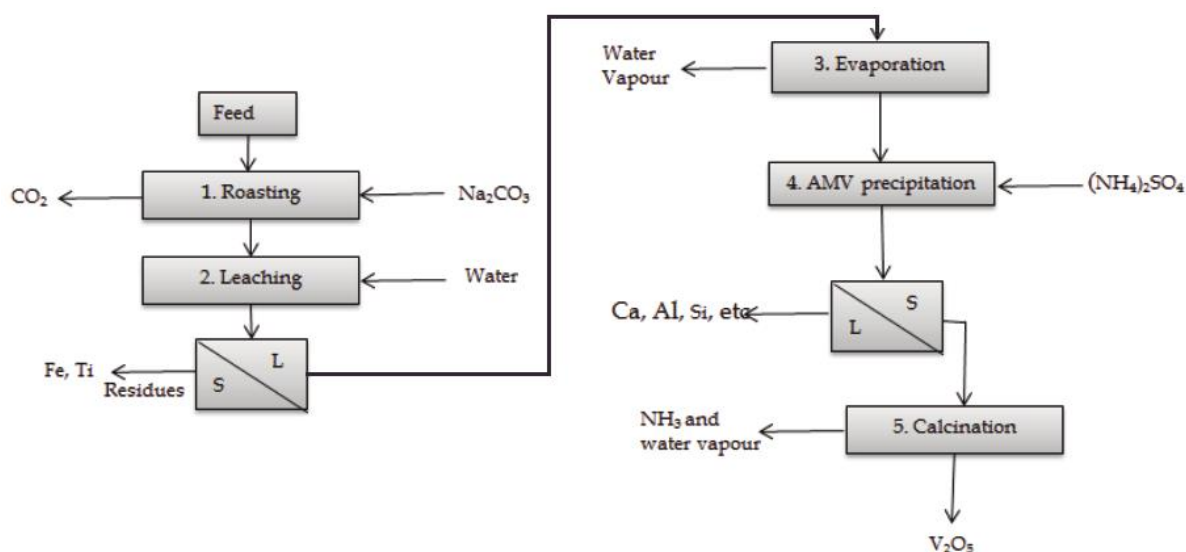 Feed
1. Roasting
CO₂
Na₂CO₃
2. Leaching
Water
L
S
Fe, Ti
Residues
3. Evaporation
Water
Vapour
4. AMV precipitation
(NH₄)₂SO₄
S
L
Ca, Al, Si, etc
5. Calcination
NH₃ and
water vapour
V₂O₅